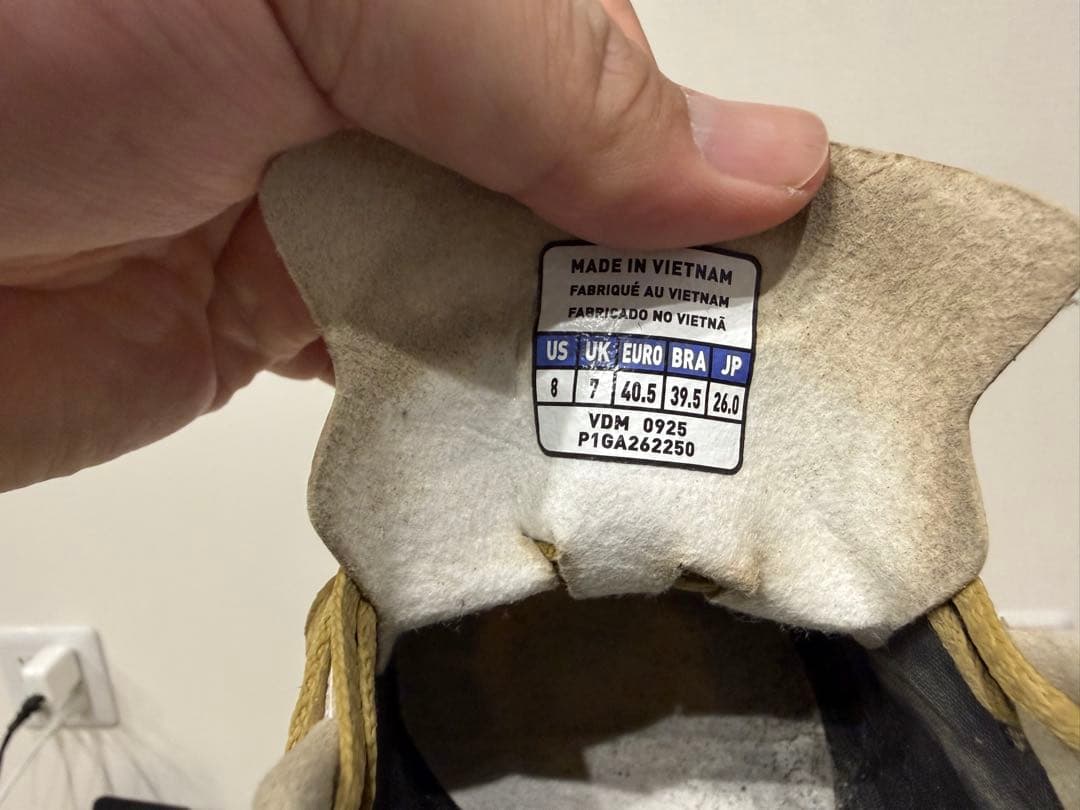 MADE IN VIETNAM
FABRIQUÉ AU VIETNAM
FABRICADO NO VIETNÃ
US UK EURO BRA JP
8 7 40.5 39.5 26.0
VDM 0925
P1GA262250